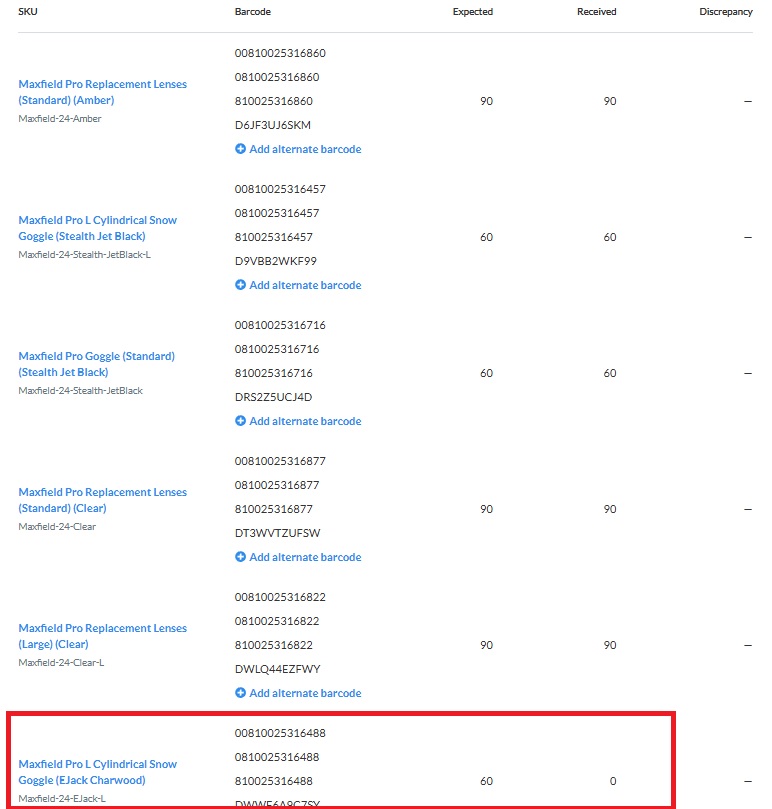 SKU Barcode Expected Received Discrepancy
00810025316860
0810025316860
Maxfield Pro Replacement Lenses
(Standard) (Amber)
810025316860 90 90 —
Maxfield-24-Amber
D6JF3UJ6SKM
Add alternate barcode
00810025316457
0810025316457
Maxfield Pro L Cylindrical Snow
Goggle (Stealth Jet Black)
810025316457 60 60 —
Maxfield-24-Stealth-JetBlack-L
D9VBB2WKF99
Add alternate barcode
00810025316716
0810025316716
Maxfield Pro Goggle (Standard)
(Stealth Jet Black)
810025316716 60 60 —
Maxfield-24-Stealth-JetBlack
DRS2Z5UCJ4D
Add alternate barcode
00810025316877
0810025316877
Maxfield Pro Replacement Lenses
(Standard) (Clear)
810025316877 90 90 —
Maxfield-24-Clear
DT3WVTZUFSW
Add alternate barcode
00810025316822
0810025316822
Maxfield Pro Replacement Lenses
(Large) (Clear)
810025316822 90 90 —
Maxfield-24-Clear-L
DWLQ44EZFWY
Add alternate barcode
00810025316488
0810025316488
Maxfield Pro L Cylindrical Snow
Goggle (EJack Charwood)
810025316488 60 0 —
Maxfield-24-EJack-L